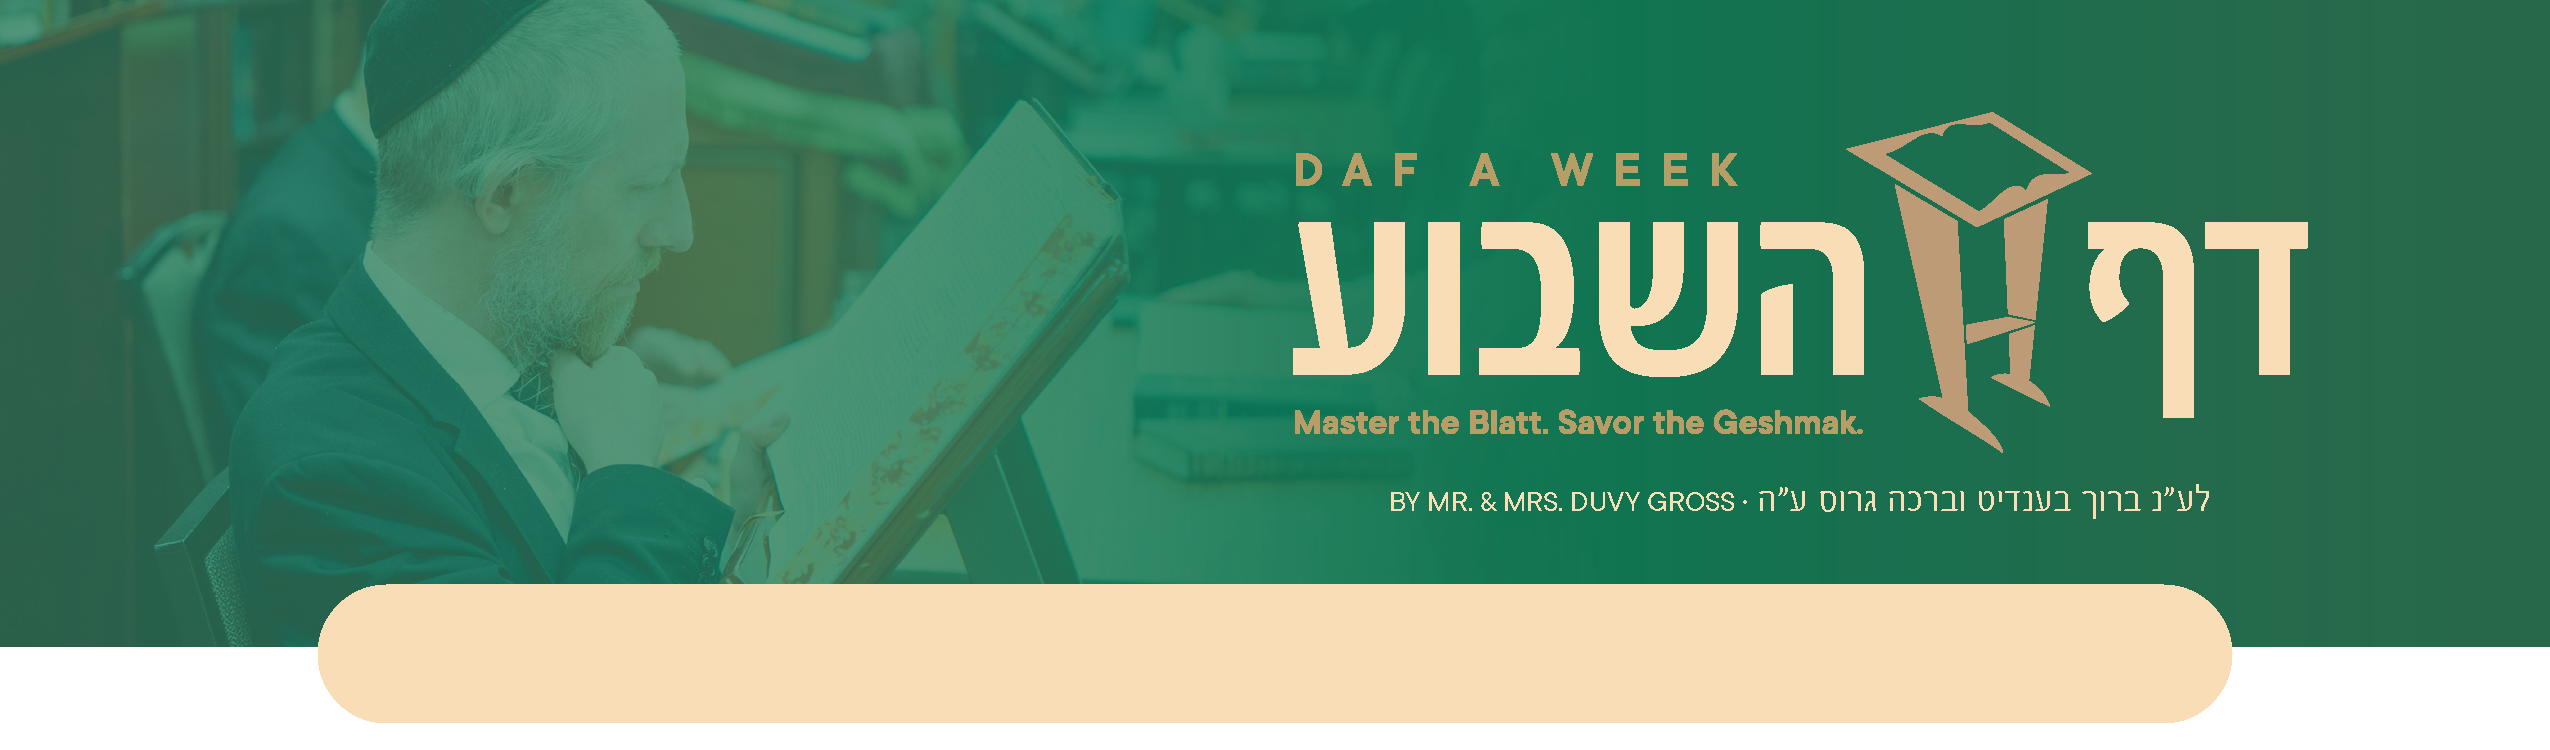 DAF A WEEK
דף השבוע
Master the Blatt. Savor the Geshmak.
לע"נ ברוך בענדיט וברכה גרוס ע"ה · BY MR. & MRS. DUVY GROSS